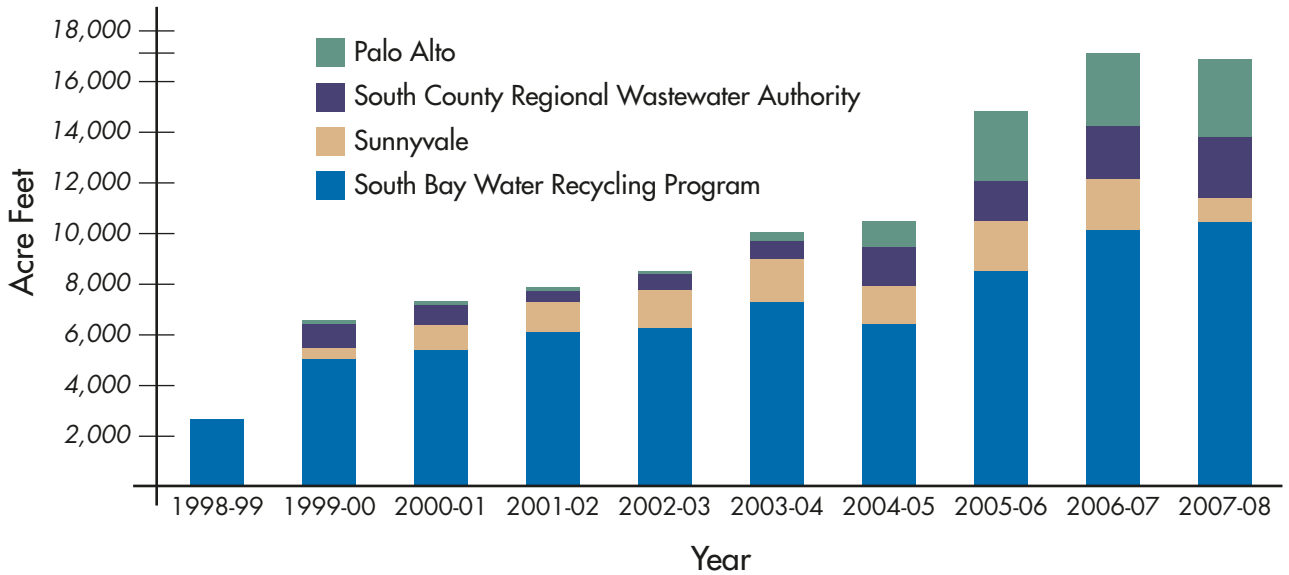 18,000
16,000
14,000
12,000
10,000
8,000
6,000
4,000
2,000
Acre Feet
Palo Alto
South County Regional Wastewater Authority
Sunnyvale
South Bay Water Recycling Program
1998-99 1999-00 2000-01 2001-02 2002-03 2003-04 2004-05 2005-06 2006-07 2007-08
Year